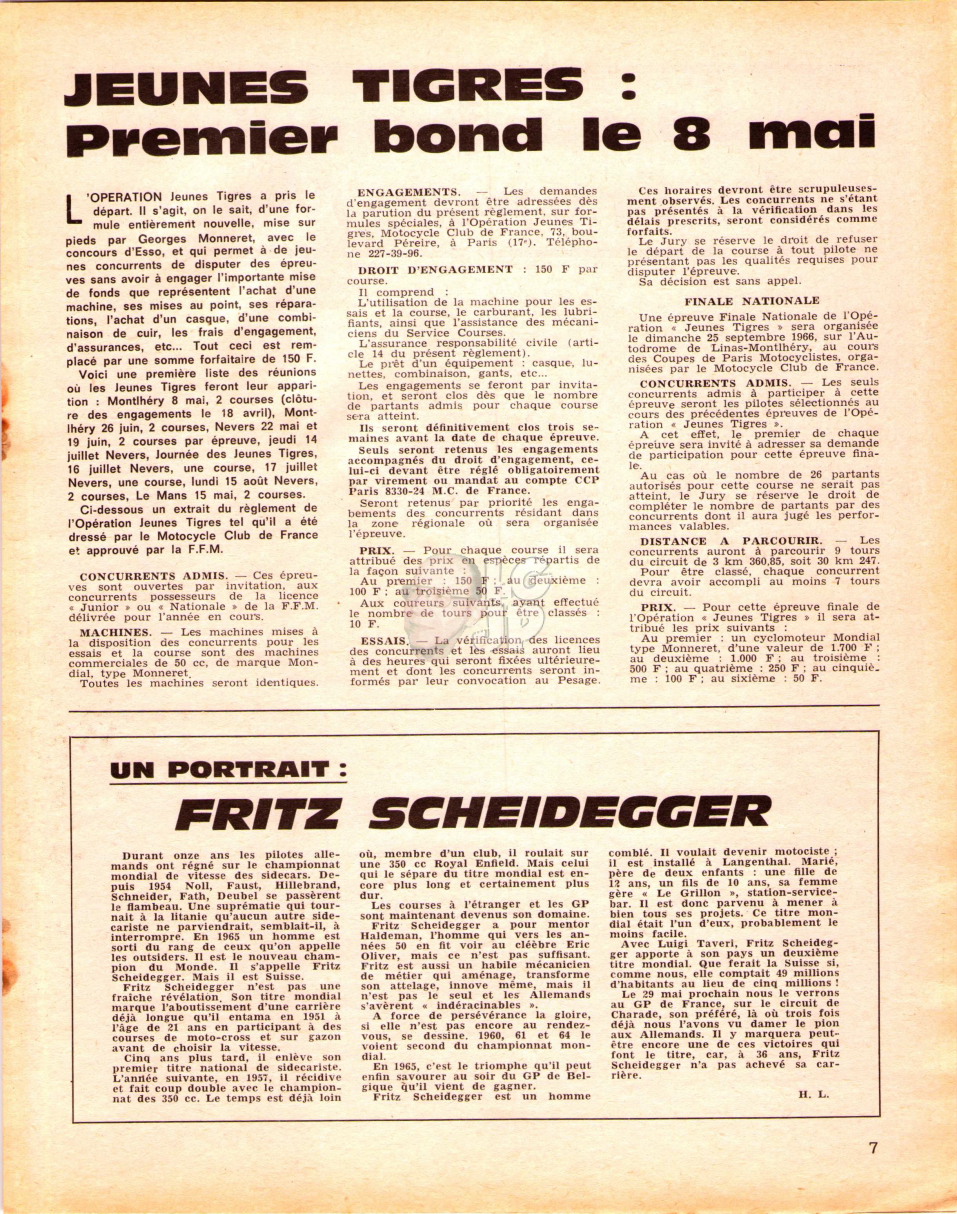 JEUNES TIGRES :
Premier bond le 8 mai
L'OPERATION Jeunes Tigres a pris le
départ. Il s'agit, on le sait, d'une for-
mule entièrement nouvelle, mise sur
pieds par Georges Monneret, avec le
concours d'Esso, et qui permet à de jeu-
nes concurrents de disputer des épreu-
ves sans avoir à engager l'importante mise
de fonds que représentent l'achat d'une
machine, ses mises au point, ses répara-
tions, l'achat d'un casque, d'une combi-
naison de cuir, les frais d'engagement,
d'assurances, etc... Tout ceci est rem-
placé par une somme forfaitaire de 150 F.
Voici une première liste des réunions
où les Jeunes Tigres feront leur appari-
tion : Montlhéry 8 mai, 2 courses (clôtu-
re des engagements le 18 avril), Mont-
lhéry 26 juin, 2 courses, Nevers 22 mai et
19 juin, 2 courses par épreuve, jeudi 14
juillet Nevers, Journée des Jeunes Tigres,
16 juillet Nevers, une course, 17 juillet
Nevers, une course, lundi 15 août Nevers,
2 courses, Le Mans 15 mai, 2 courses.
Ci-dessous un extrait du règlement de
l'Opération Jeunes Tigres tel qu'il a été
dressé par le Motocycle Club de France
et approuvé par la F.F.M.
CONCURRENTS ADMIS. — Ces épreu-
ves sont ouvertes par invitation, aux
concurrents possesseurs de la licence
« Junior » ou « Nationale » de la F.F.M.
délivrée pour l'année en cours.
MACHINES. — Les machines mises à
la disposition des concurrents pour les
essais et la course sont des machines
commerciales de 50 cc, de marque Mon-
dial, type Monneret.
Toutes les machines seront identiques.
ENGAGEMENTS. — Les demandes
d'engagement devront être adressées dès
la parution du présent règlement, sur for-
mules spéciales, à l'Opération Jeunes Ti-
gres, Motocycle Club de France, 73, bou-
levard Péreire, à Paris (17e). Télépho-
ne 227-39-96.
DROIT D'ENGAGEMENT : 150 F par
course.
Il comprend :
L'utilisation de la machine pour les es-
sais et la course, le carburant, les lubri-
fiants, ainsi que l'assistance des mécani-
ciens du Service Courses.
L'assurance responsabilité civile (arti-
cle 14 du présent règlement).
Le prêt d'un équipement : casque, lu-
nettes, combinaison, gants, etc...
Les engagements se feront par invita-
tion, et seront clos dès que le nombre
de partants admis pour chaque course
sera atteint.
Ils seront définitivement clos trois se-
maines avant la date de chaque épreuve.
Seuls seront retenus les engagements
accompagnés du droit d'engagement, ce-
lui-ci devant être réglé obligatoirement
par virement ou mandat au compte CCP
Paris 8330-24 M.C. de France.
Seront retenus par priorité les enga-
bements des concurrents résidant dans
la zone régionale où sera organisée
l'épreuve.
PRIX. — Pour chaque course il sera
attribué des prix en espèces répartis de
la façon suivante :
Au premier : 150 F ; au deuxième :
100 F ; au troisième 50 F.
Aux coureurs suivants, ayant effectué
le nombre de tours pour être classés :
10 F.
ESSAIS. — La vérification des licences
des concurrents et les essais auront lieu
à des heures qui seront fixées ultérieure-
ment et dont les concurrents seront in-
formés par leur convocation au Pesage.
Ces horaires devront être scrupuleuse-
ment observés. Les concurrents ne s'étant
pas présentés à la vérification dans les
délais prescrits, seront considérés comme
forfaits.
Le Jury se réserve le droit de refuser
le départ de la course à tout pilote ne
présentant pas les qualités requises pour
disputer l'épreuve.
Sa décision est sans appel.
FINALE NATIONALE
Une épreuve Finale Nationale de l'Opé-
ration « Jeunes Tigres » sera organisée
le dimanche 25 septembre 1966, sur l'Au-
todrome de Linas-Montlhéry, au cours
des Coupes de Paris Motocyclistes, orga-
nisées par le Motocycle Club de France.
CONCURRENTS ADMIS. — Les seuls
concurrents admis à participer à cette
épreuve seront les pilotes sélectionnés au
cours des précédentes épreuves de l'Opé-
ration « Jeunes Tigres ».
A cet effet, le premier de chaque
épreuve sera invité à adresser sa demande
de participation pour cette épreuve fina-
le.
Au cas où le nombre de 26 partants
autorisés pour cette course ne serait pas
atteint, le Jury se réserve le droit de
compléter le nombre de partants par des
concurrents dont il aura jugé les perfor-
mances valables.
DISTANCE A PARCOURIR. — Les
concurrents auront à parcourir 9 tours
du circuit de 3 km 360,85, soit 30 km 247.
Pour être classé, chaque concurrent
devra avoir accompli au moins 7 tours
du circuit.
PRIX. — Pour cette épreuve finale de
l'Opération « Jeunes Tigres » il sera at-
tribué les prix suivants :
Au premier : un cyclomoteur Mondial
type Monneret, d'une valeur de 1.700 F ;
au deuxième : 1.000 F ; au troisième :
500 F ; au quatrième : 250 F ; au cinquiè-
me : 100 F ; au sixième : 50 F.
UN PORTRAIT :
FRITZ SCHEIDEGGER
Durant onze ans les pilotes alle-
mands ont régné sur le championnat
mondial de vitesse des sidecars. De-
puis 1954 Noll, Faust, Hillebrand,
Schneider, Fath, Deubel se passèrent
le flambeau. Une suprématie qui tour-
nait à la litanie qu'aucun autre side-
cariste ne parviendrait, semblait-il, à
interrompre. En 1965 un homme est
sorti du rang de ceux qu'on appelle
les outsiders. Il est le nouveau cham-
pion du Monde. Il s'appelle Fritz
Scheidegger. Mais il est Suisse.
Fritz Scheidegger n'est pas une
fraîche révélation. Son titre mondial
marque l'aboutissement d'une carrière
déjà longue qu'il entama en 1951 à
l'âge de 21 ans en participant à des
courses de moto-cross et sur gazon
avant de choisir la vitesse.
Cinq ans plus tard, il enlève son
premier titre national de sidecariste.
L'année suivante, en 1957, il récidive
et fait coup double avec le champion-
nat des 350 cc. Le temps est déjà loin
où, membre d'un club, il roulait sur
une 350 cc Royal Enfield. Mais celui
qui le sépare du titre mondial est en-
core plus long et certainement plus
dur.
Les courses à l'étranger et les GP
sont maintenant devenus son domaine.
Fritz Scheidegger a pour mentor
Haldeman, l'homme qui vers les an-
nées 50 en fit voir au cléèbre Eric
Oliver, mais ce n'est pas suffisant.
Fritz est aussi un habile mécanicien
de métier qui aménage, transforme
son attelage, innove même, mais il
n'est pas le seul et les Allemands
s'avèrent « indéracinables ».
A force de persévérance la gloire,
si elle n'est pas encore au rendez-
vous, se dessine. 1960, 61 et 64 le
voient second du championnat mon-
dial.
En 1965, c'est le triomphe qu'il peut
enfin savourer au soir du GP de Bel-
gique qu'il vient de gagner.
Fritz Scheidegger est un homme
comblé. Il voulait devenir motociste ;
il est installé à Langenthal. Marié,
père de deux enfants : une fille de
12 ans, un fils de 10 ans, sa femme
gère « Le Grillon », station-service-
bar. Il est donc parvenu à mener à
bien tous ses projets. Ce titre mon-
dial était l'un d'eux, probablement le
moins facile.
Avec Luigi Taveri, Fritz Scheideg-
ger apporte à son pays un deuxième
titre mondial. Que ferait la Suisse si,
comme nous, elle comptait 49 millions
d'habitants au lieu de cinq millions !
Le 29 mai prochain nous le verrons
au GP de France, sur le circuit de
Charade, son préféré, là où trois fois
déjà nous l'avons vu damer le pion
aux Allemands. Il y marquera peut-
être encore une de ces victoires qui
font le titre, car, à 36 ans, Fritz
Scheidegger n'a pas achevé sa car-
rière.
H. L.
7